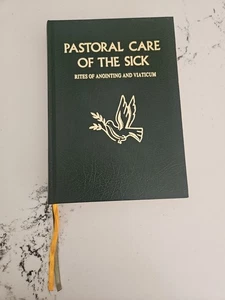 PASTORAL CARE
OF THE SICK
RITES OF ANOINTING AND VIATICUM